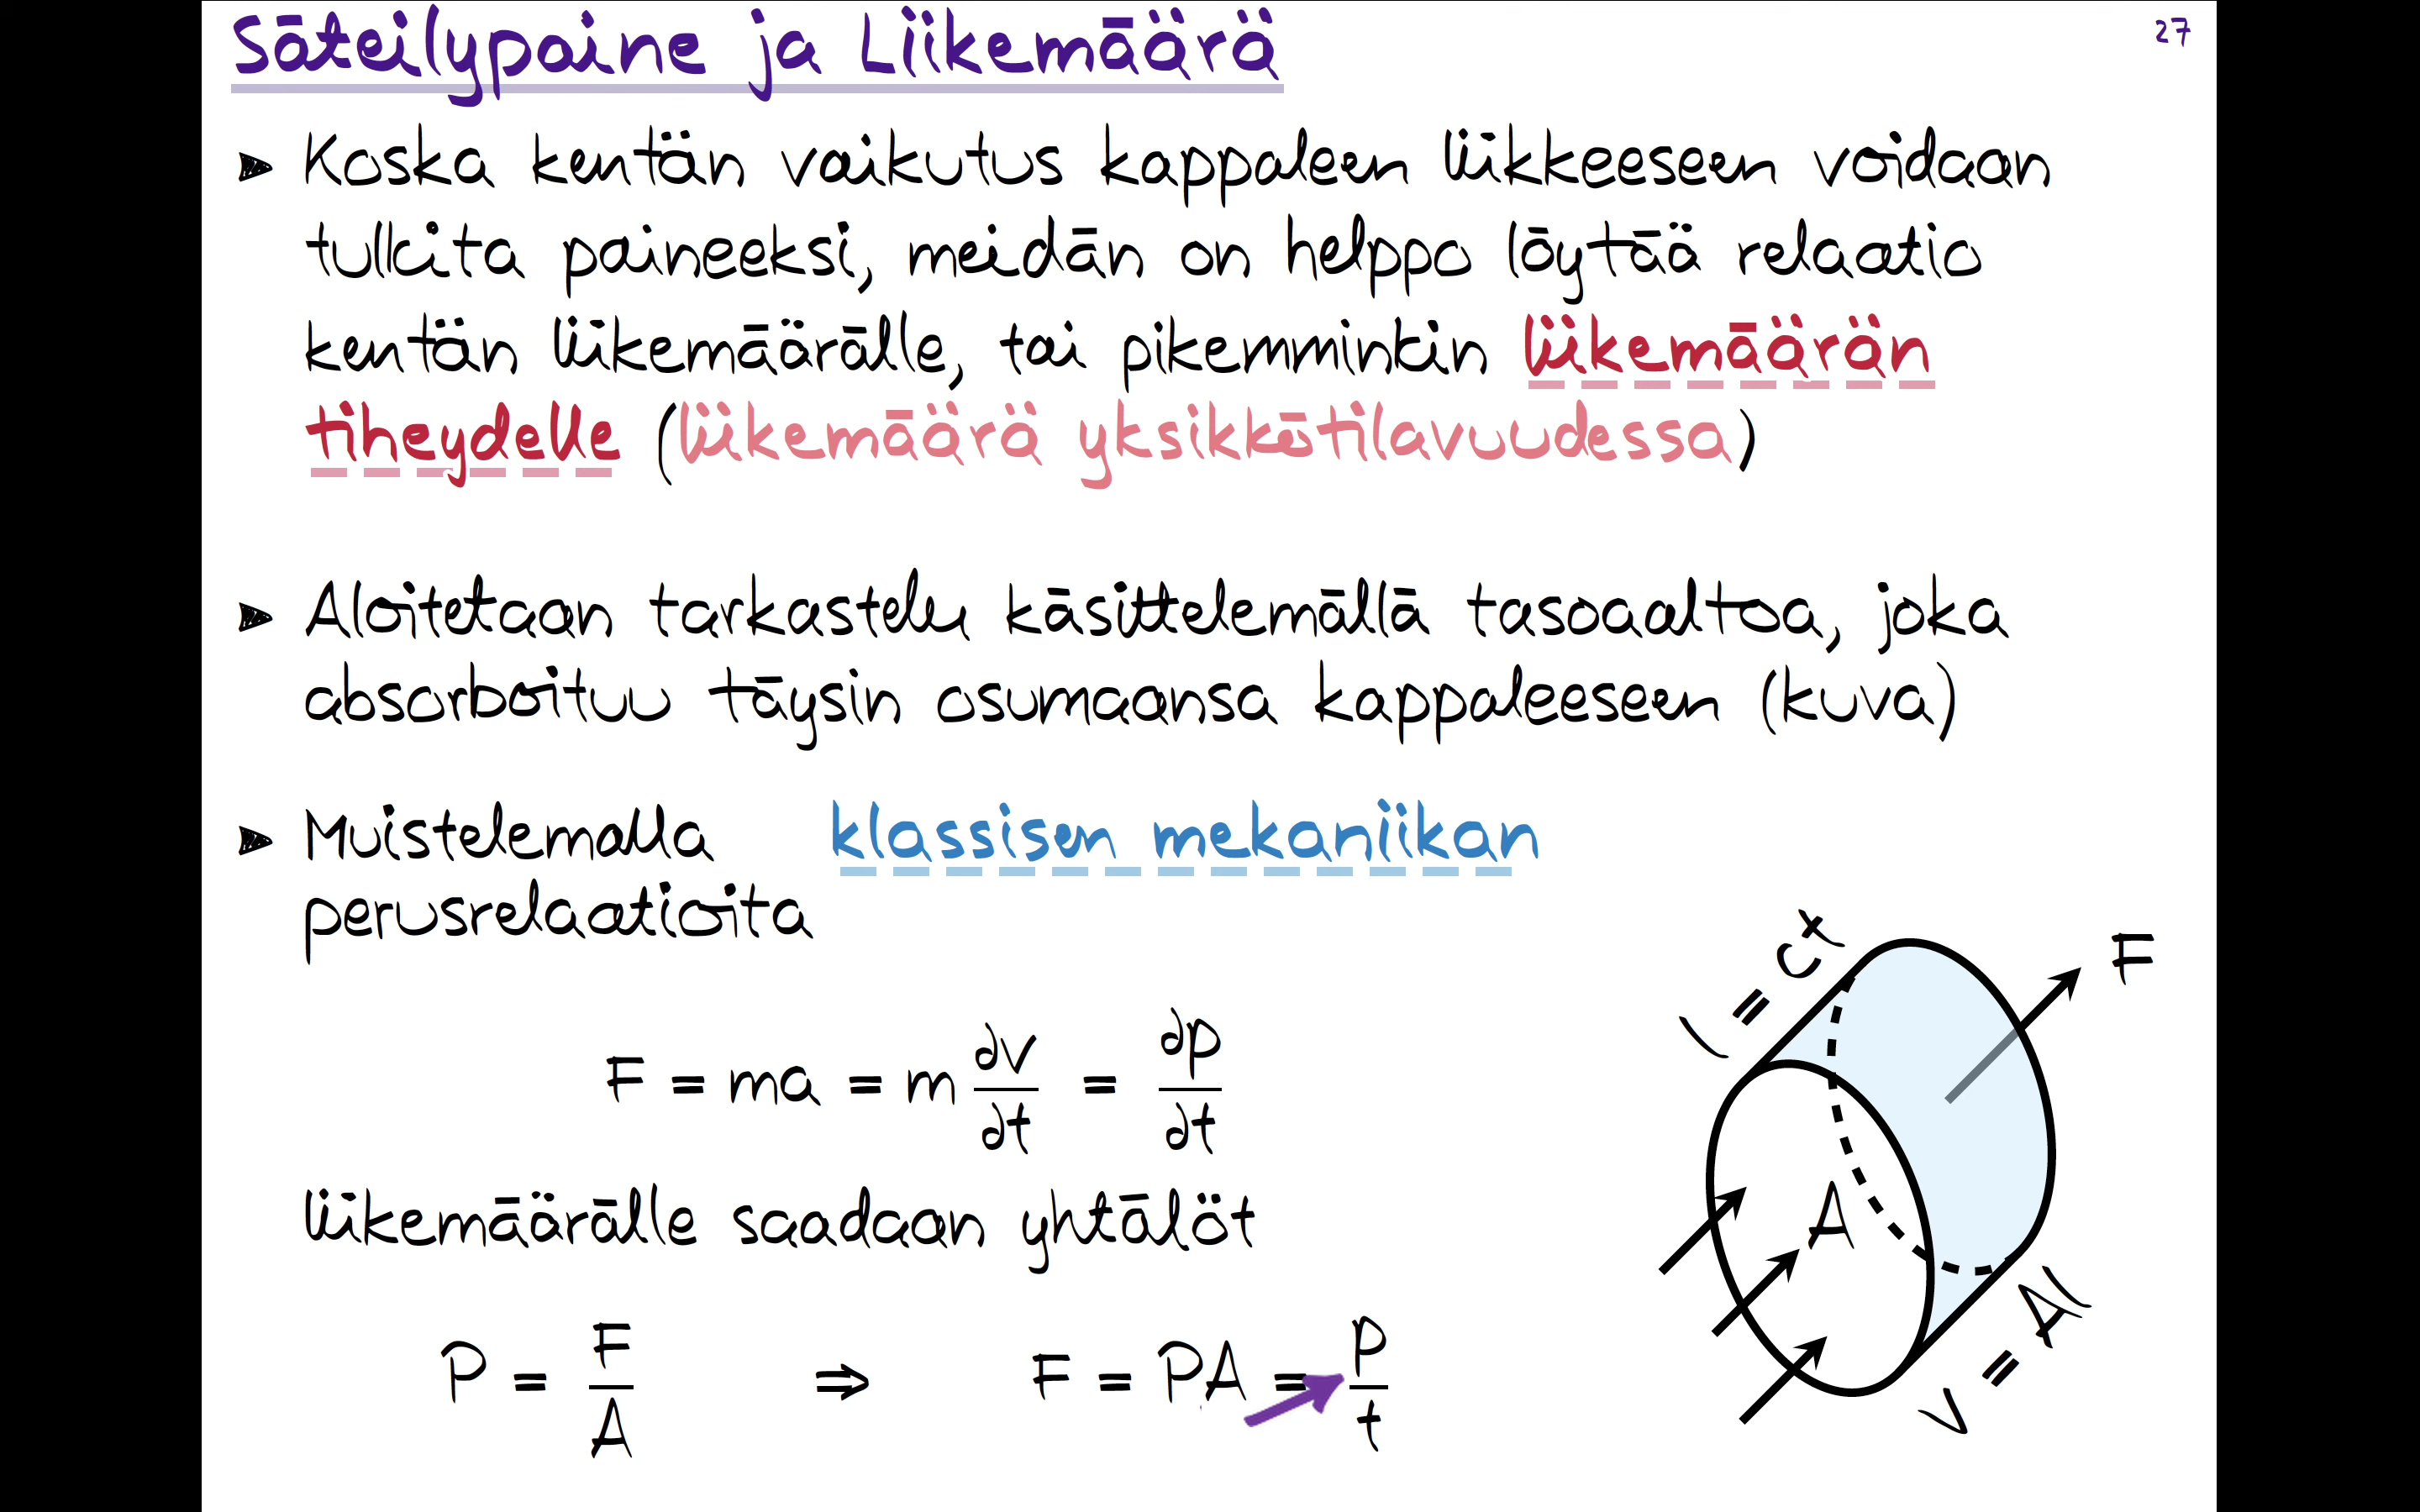 Säteilypaine ja Liikemäärä
27
Koska kentän vaikutus kappaleen liikkeeseen voidaan
tulkita paineeksi, meidän on helppo löytää relaatio
kentän liikemäärälle, tai pikemminkin liikemäärän
tiheydelle (liikemäärä yksikkötilavuudessa)
Aloitetaan tarkastelu käsittelemällä tasoaaltoa, joka
absorboituu täysin osumaansa kappaleeseen (kuva)
Muistelemalla klassisen mekaniikan
perusrelaatioita
F = ma = m ∂v/∂t = ∂p/∂t
liikemäärälle saadaan yhtälöt
P = F/A ⇒ F = PA = p/t
l = ct
F
A
V = Al